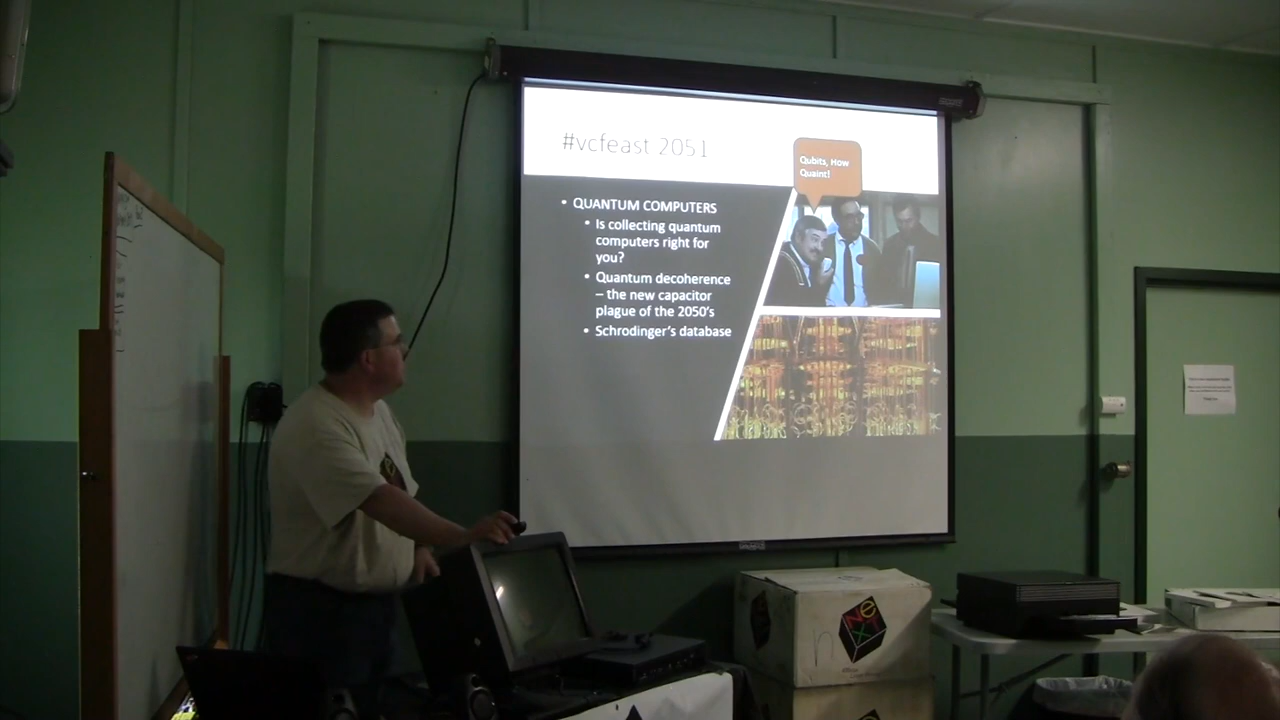 #vcfeast 2051
Qubits, How
Quaint!
• QUANTUM COMPUTERS
• Is collecting quantum
computers right for
you?
• Quantum decoherence
– the new capacitor
plague of the 2050's
• Schrodinger's database
NeXT
n